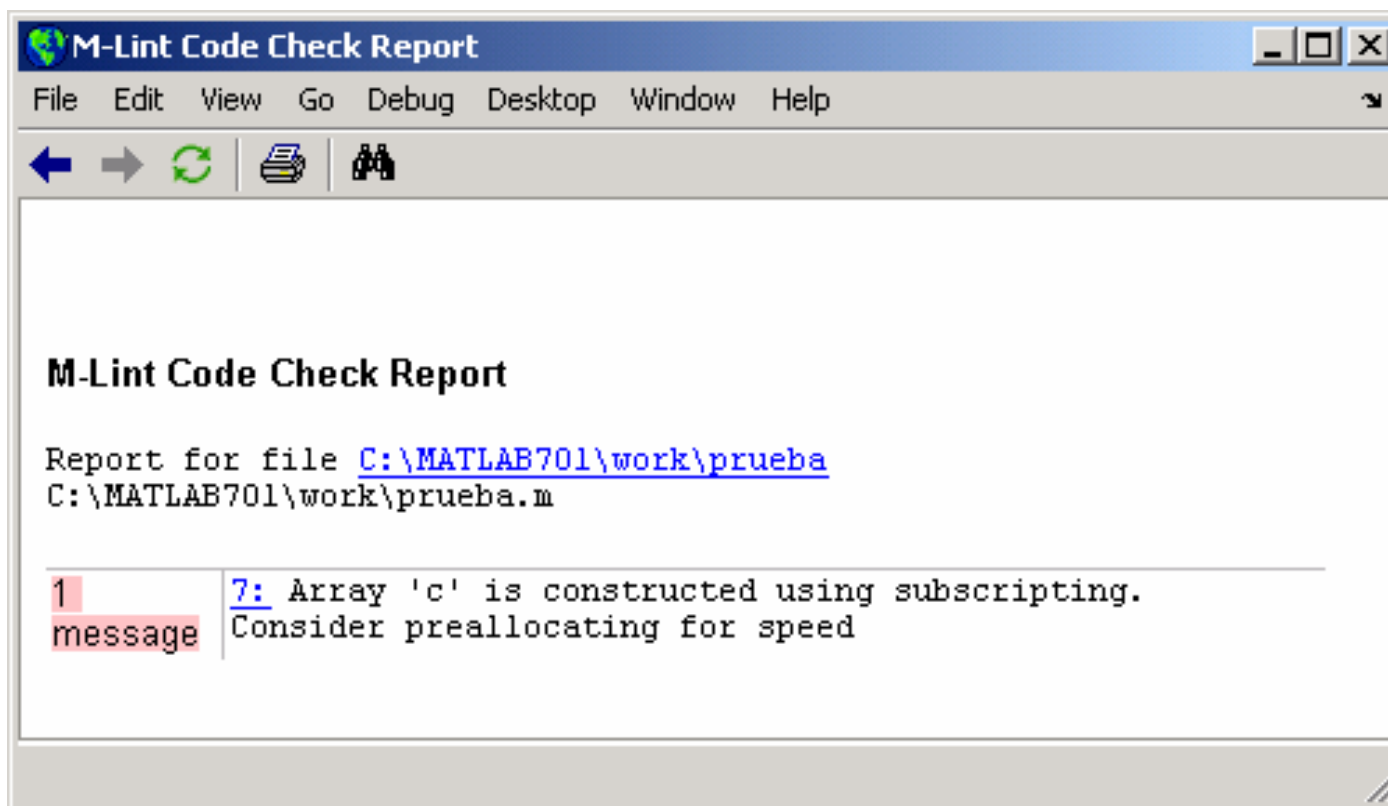 M-Lint Code Check Report
File Edit View Go Debug Desktop Window Help
M-Lint Code Check Report
Report for file C:\MATLAB701\work\prueba
C:\MATLAB701\work\prueba.m
1 7: Array 'c' is constructed using subscripting.
message Consider preallocating for speed